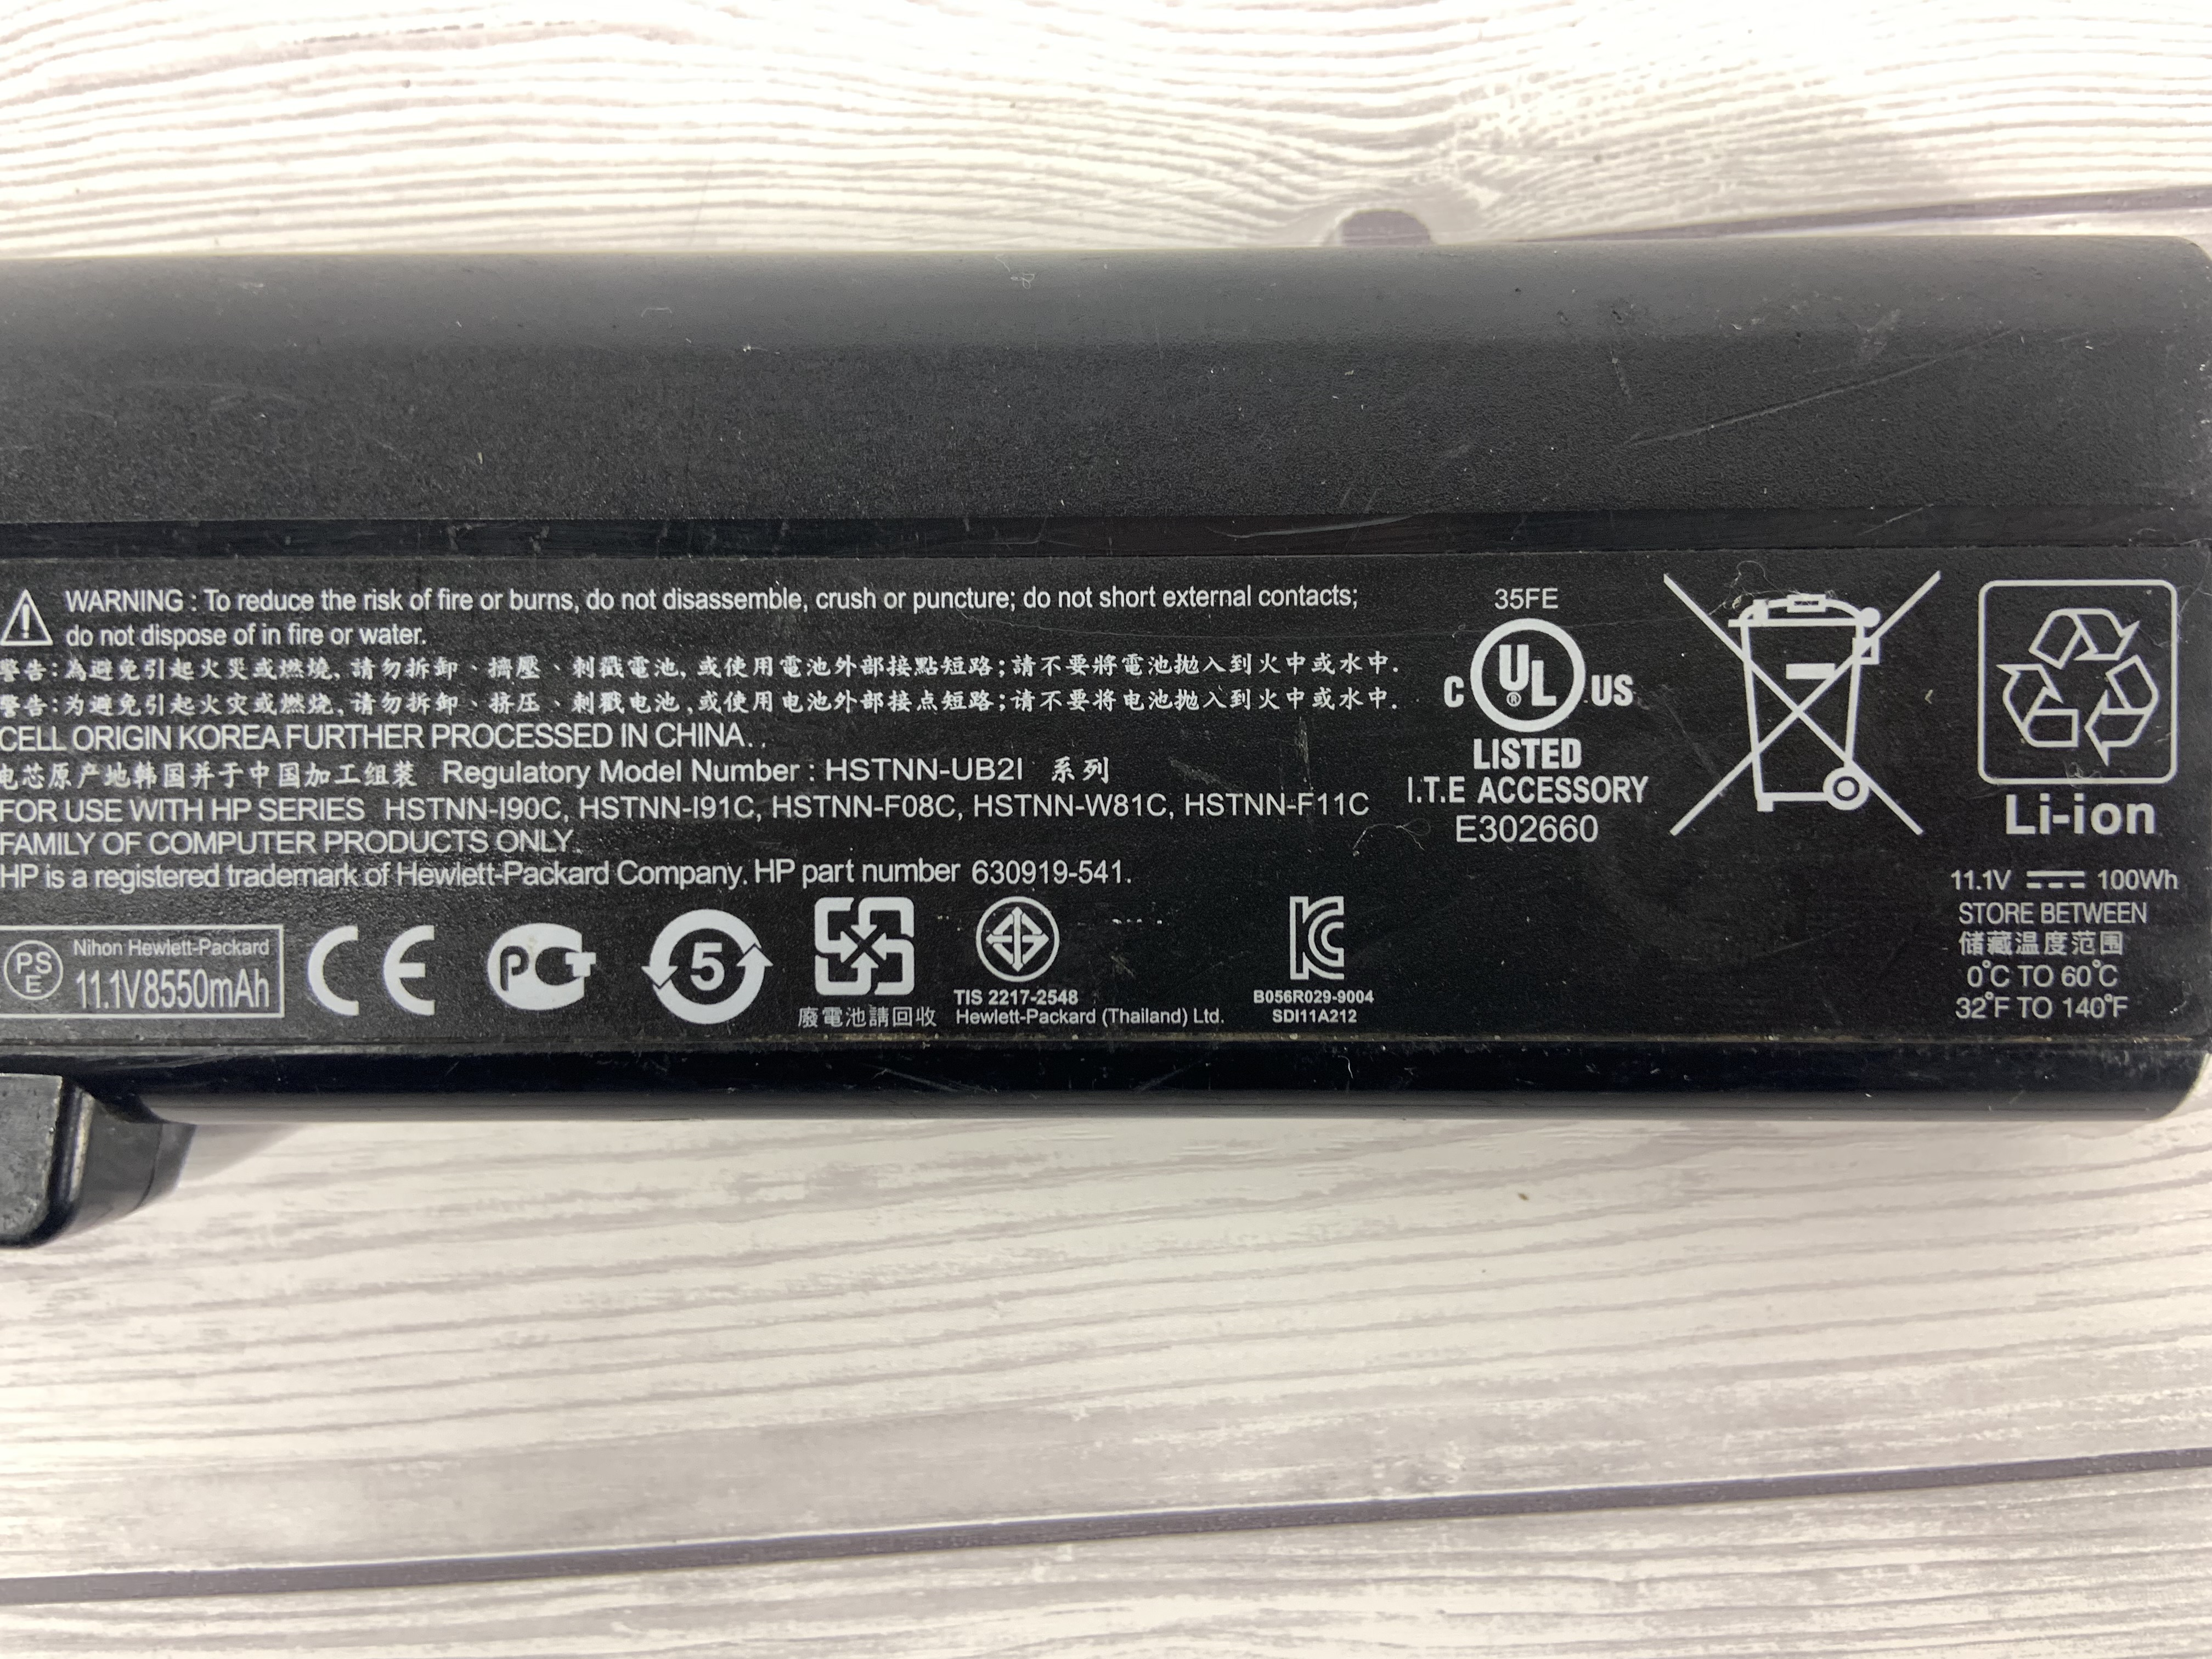 WARNING : To reduce the risk of fire or burns, do not disassemble, crush or puncture; do not short external contacts;
do not dispose of in fire or water.
警告:為避免引起火災或燃燒,請勿拆卸、擠壓、刺戳電池,或使用電池外部接點短路;請不要將電池拋入到火中或水中.
警告:为避免引起火灾或燃烧,请勿拆卸、挤压、刺戳电池,或使用电池外部接点短路;请不要将电池抛入到火中或水中.
CELL ORIGIN KOREA FURTHER PROCESSED IN CHINA. .
电芯原产地韩国并于中国加工组装 Regulatory Model Number : HSTNN-UB2I 系列
FOR USE WITH HP SERIES HSTNN-I90C, HSTNN-I91C, HSTNN-F08C, HSTNN-W81C, HSTNN-F11C
FAMILY OF COMPUTER PRODUCTS ONLY.
HP is a registered trademark of Hewlett-Packard Company. HP part number 630919-541.
PS
E
Nihon Hewlett-Packard
11.1V8550mAh
CE
PCT
5
廢電池請回收
TIS 2217-2548
Hewlett-Packard (Thailand) Ltd.
KC
B056R029-9004
SDI11A212
35FE
C UL ® US
LISTED
I.T.E ACCESSORY
E302660
Li-ion
11.1V ⎓ 100Wh
STORE BETWEEN
储藏温度范围
0°C TO 60°C
32°F TO 140°F